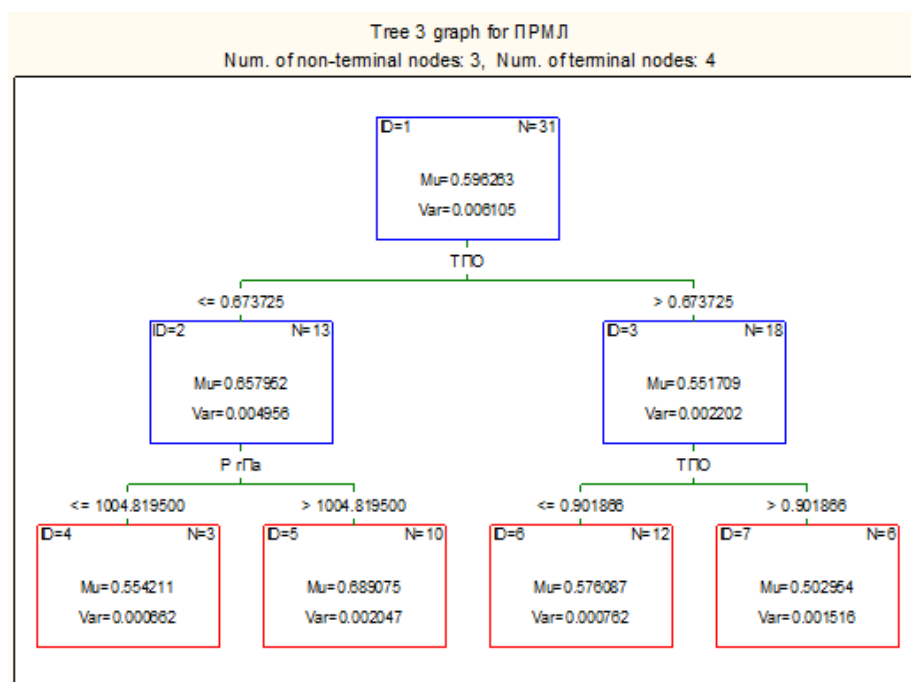 Tree 3 graph for ПРМЛ
Num. of non-terminal nodes: 3, Num. of terminal nodes: 4
ID=1 N=31
Mu=0.596263
Var=0.006105
ТПО
<= 0.673725 > 0.673725
ID=2 N=13 ID=3 N=18
Mu=0.657952 Mu=0.551709
Var=0.004956 Var=0.002202
Р гПа ТПО
<= 1004.819500 > 1004.819500 <= 0.901866 > 0.901866
ID=4 N=3 ID=5 N=10 ID=6 N=12 ID=7 N=6
Mu=0.554211 Mu=0.689075 Mu=0.576087 Mu=0.502954
Var=0.000662 Var=0.002047 Var=0.000762 Var=0.001516